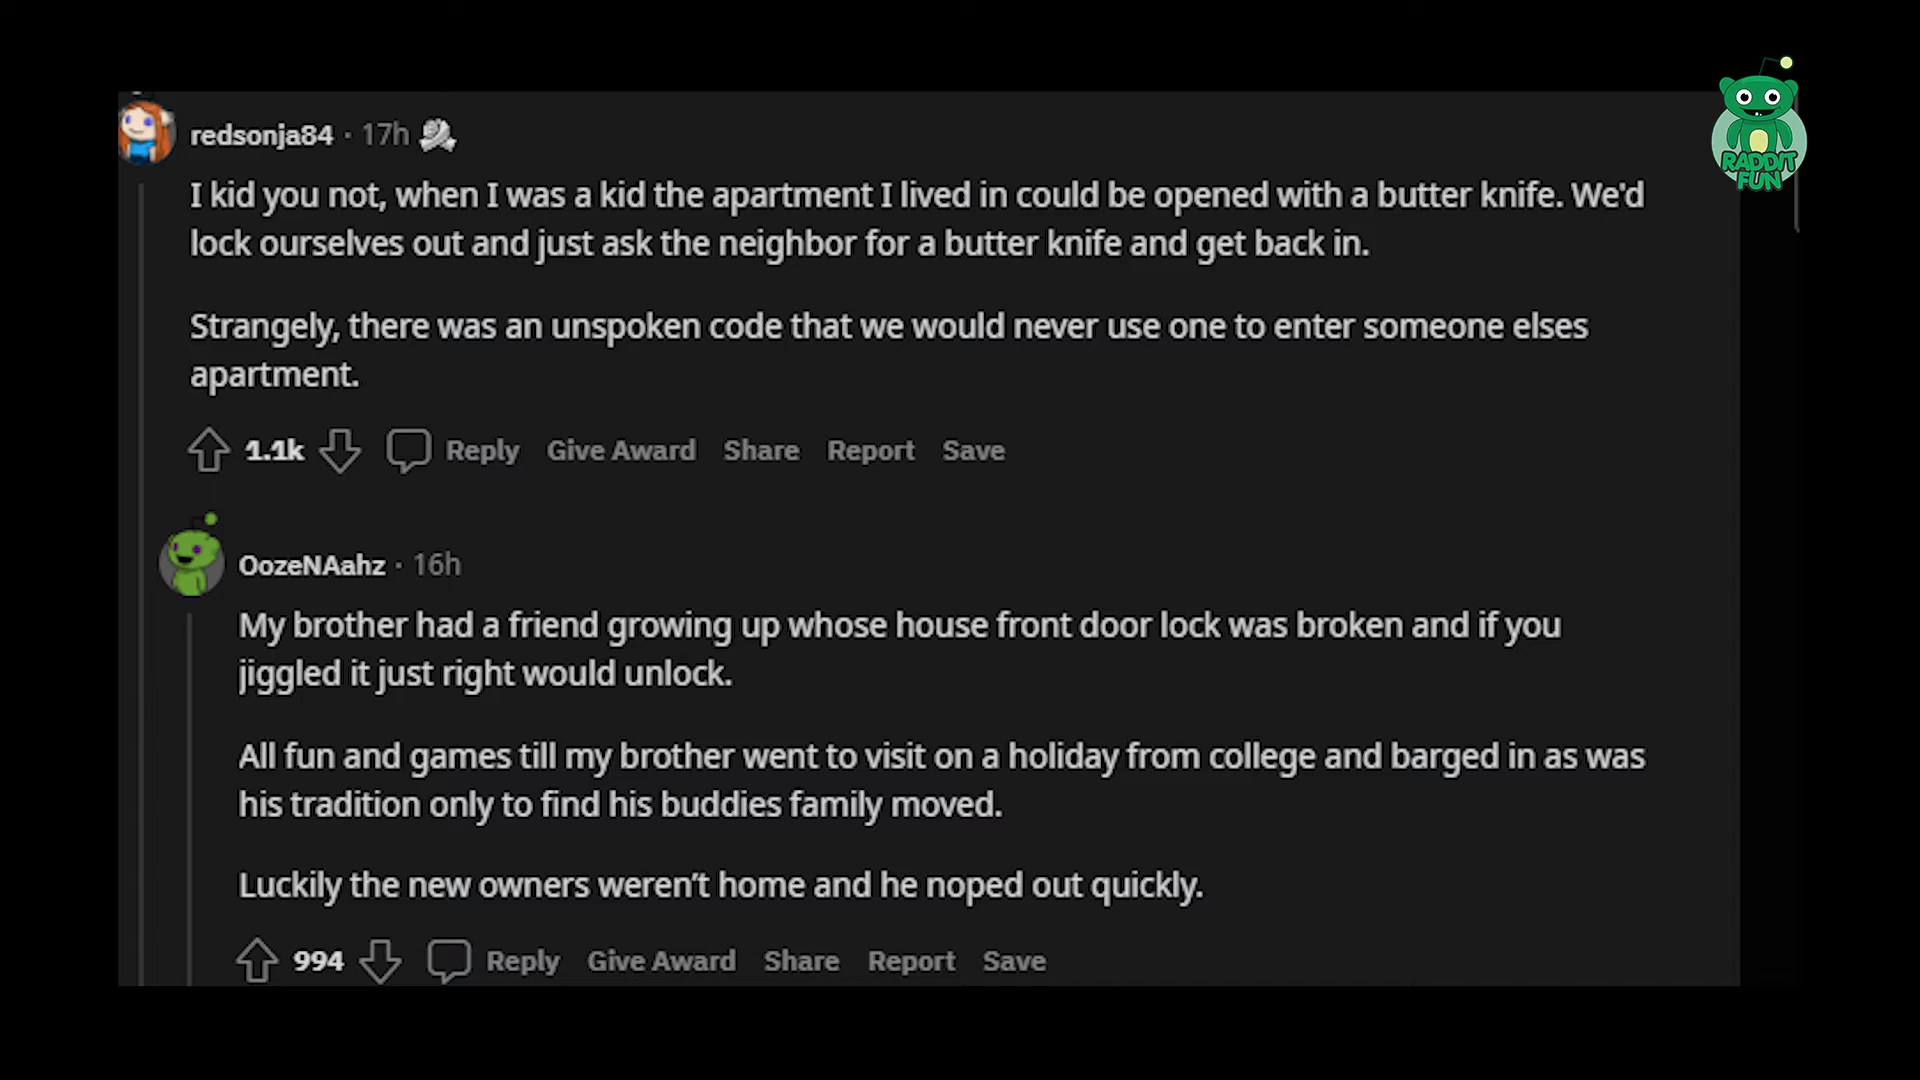 redsonja84 · 17h
I kid you not, when I was a kid the apartment I lived in could be opened with a butter knife. We'd
lock ourselves out and just ask the neighbor for a butter knife and get back in.
Strangely, there was an unspoken code that we would never use one to enter someone elses
apartment.
1.1k Reply Give Award Share Report Save
OozeNAahz · 16h
My brother had a friend growing up whose house front door lock was broken and if you
jiggled it just right would unlock.
All fun and games till my brother went to visit on a holiday from college and barged in as was
his tradition only to find his buddies family moved.
Luckily the new owners weren’t home and he noped out quickly.
994 Reply Give Award Share Report Save
RADDIT
FUN